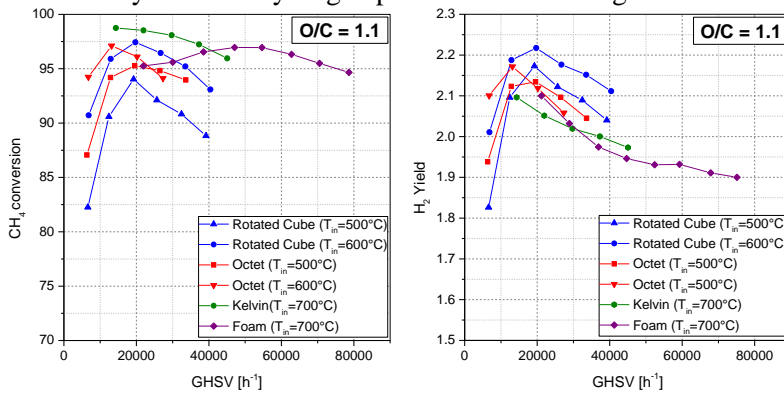 O/C = 1.1
CH4 conversion
100
95
90
85
80
75
70
Rotated Cube (Tin=500°C)
Rotated Cube (Tin=600°C)
Octet (Tin=500°C)
Octet (Tin=600°C)
Kelvin(Tin=700°C)
Foam (Tin=700°C)
0 20000 40000 60000 80000
GHSV [h-1]
O/C = 1.1
H2 Yield
2.3
2.2
2.1
2.0
1.9
1.8
1.7
1.6
1.5
Rotated Cube (Tin=500°C)
Rotated Cube (Tin=600°C)
Octet (Tin=500°C)
Octet (Tin=500°C)
Kelvin (Tin=700°C)
Foam (Tin=700°C)
0 20000 40000 60000 80000
GHSV [h-1]